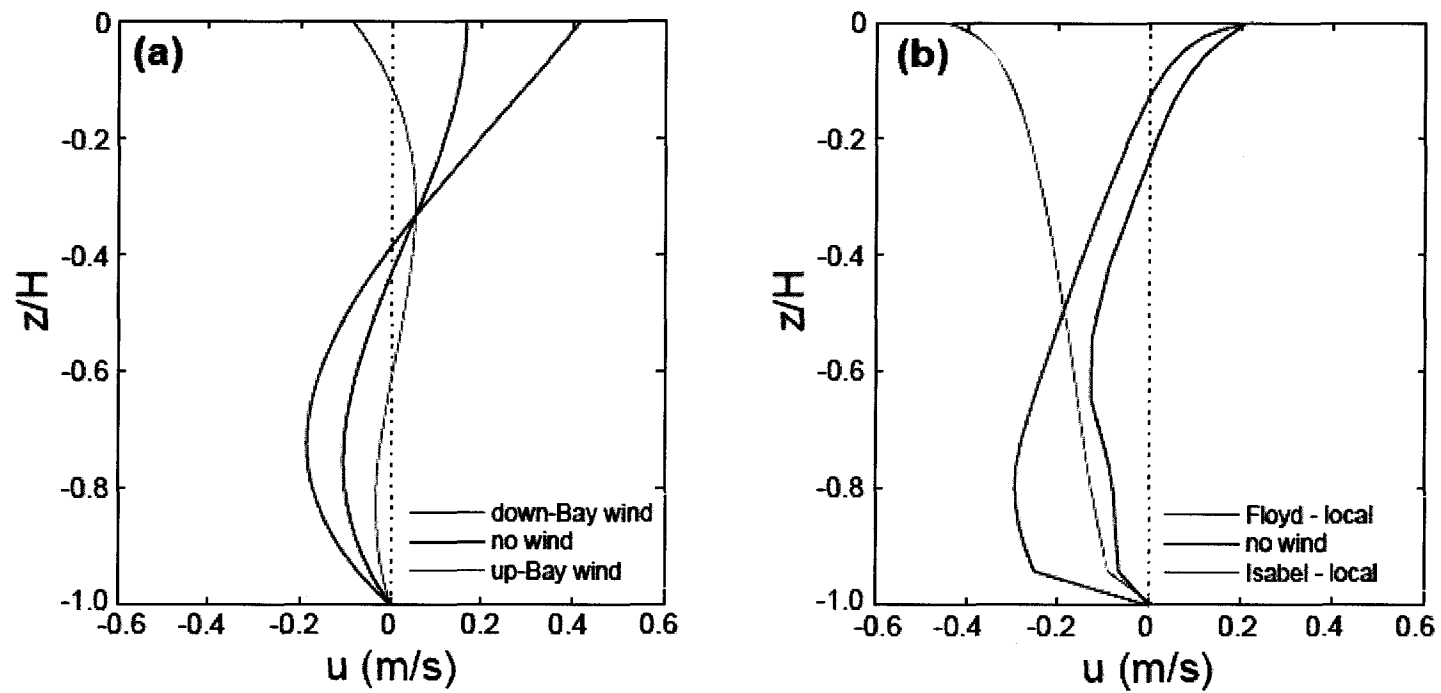 (a)
0
-0.2
-0.4
-0.6
-0.8
-1.0
z/H
-0.6
-0.4
-0.2
0
0.2
0.4
0.6
u (m/s)
down-Bay wind
no wind
up-Bay wind
(b)
0
-0.2
-0.4
-0.6
-0.8
-1.0
z/H
-0.6
-0.4
-0.2
0
0.2
0.4
0.6
u (m/s)
Floyd - local
no wind
Isabel - local